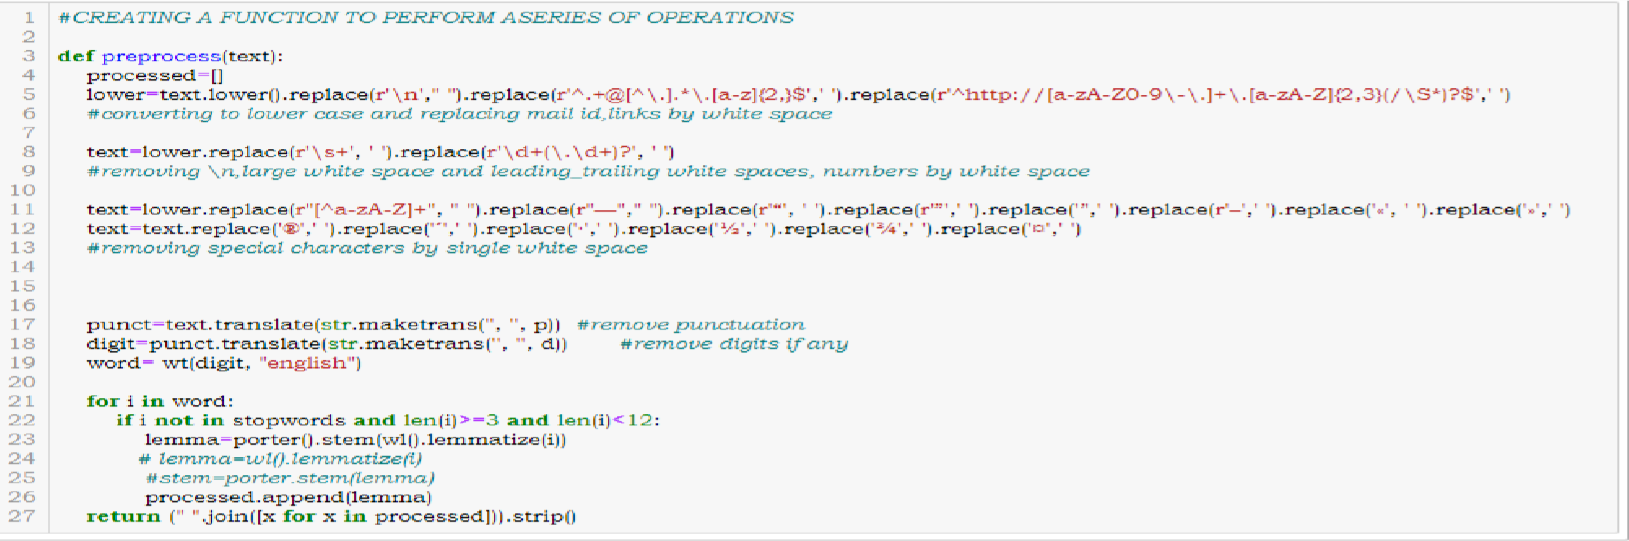 1 #CREATING A FUNCTION TO PERFORM ASERIES OF OPERATIONS
2
3 def preprocess(text):
4 processed=[]
5 lower=text.lower().replace(r'\n'," ").replace(r'^.+@[^\.].*\.[a-z]{2,}$',' ').replace(r'^http://[a-zA-Z0-9\-\.]+\.[a-zA-Z]{2,3}(/\S*)?$',' ')
6 #converting to lower case and replacing mail id,links by white space
7
8 text=lower.replace(r'\s+', ' ').replace(r'\d+(\.\d+)?', ' ')
9 #removing \n,large white space and leading_trailing white spaces, numbers by white space
10
11 text=lower.replace(r"[^a-zA-Z]+", " ").replace(r"—"," ").replace(r'“', ' ').replace(r'”',' ').replace('”',' ').replace(r'–',' ').replace('«', ' ').replace('»',' ')
12 text=text.replace('®',' ').replace('´',' ').replace('·',' ').replace('½',' ').replace('¾',' ').replace('¤',' ')
13 #removing special characters by single white space
14
15
16
17 punct=text.translate(str.maketrans('', '', p)) #remove punctuation
18 digit=punct.translate(str.maketrans('', '', d)) #remove digits if any
19 word= wt(digit, "english")
20
21 for i in word:
22 if i not in stopwords and len(i)>=3 and len(i)<12:
23 lemma=porter().stem(wl().lemmatize(i))
24 # lemma=wl().lemmatize(i)
25 #stem=porter.stem(lemma)
26 processed.append(lemma)
27 return (" ".join([x for x in processed])).strip()